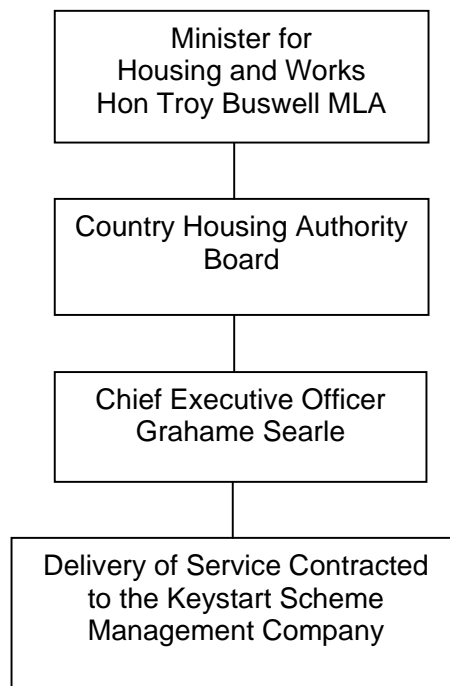 Minister for
Housing and Works
Hon Troy Buswell MLA
Country Housing Authority
Board
Chief Executive Officer
Grahame Searle
Delivery of Service Contracted
to the Keystart Scheme
Management Company